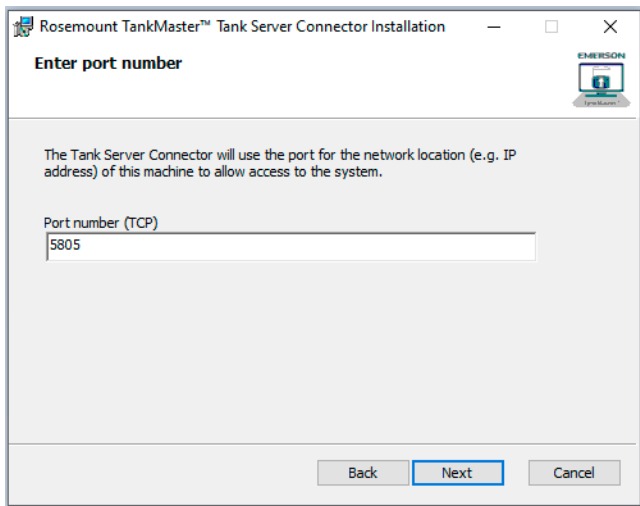 Rosemount TankMaster™ Tank Server Connector Installation
Enter port number
EMERSON
The Tank Server Connector will use the port for the network location (e.g. IP
address) of this machine to allow access to the system.
Port number (TCP)
5805
Back Next Cancel